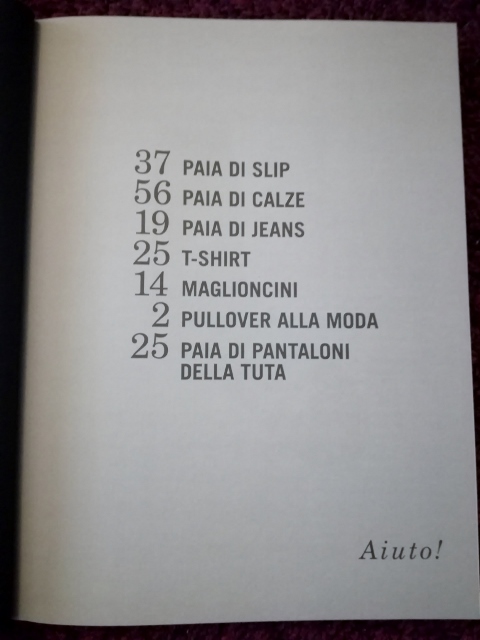 37 PAIA DI SLIP
56 PAIA DI CALZE
19 PAIA DI JEANS
25 T-SHIRT
14 MAGLIONCINI
2 PULLOVER ALLA MODA
25 PAIA DI PANTALONI
DELLA TUTA
Aiuto!